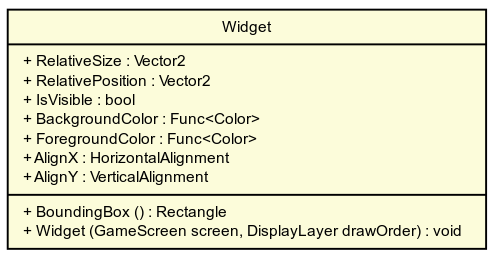 Widget
+ RelativeSize : Vector2
+ RelativePosition : Vector2
+ IsVisible : bool
+ BackgroundColor : Func<Color>
+ ForegroundColor : Func<Color>
+ AlignX : HorizontalAlignment
+ AlignY : VerticalAlignment
+ BoundingBox () : Rectangle
+ Widget (GameScreen screen, DisplayLayer drawOrder) : void